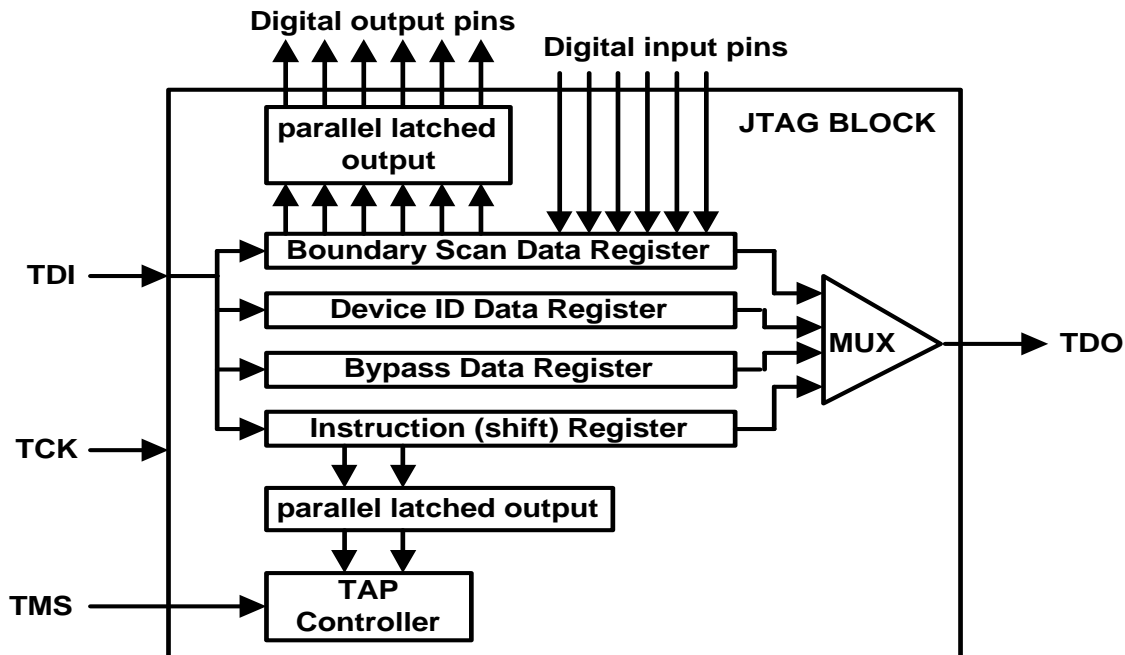 Digital output pins
Digital input pins
parallel latched
output
JTAG BLOCK
Boundary Scan Data Register
TDI
Device ID Data Register
MUX
TDO
Bypass Data Register
Instruction (shift) Register
TCK
parallel latched output
TAP
Controller
TMS